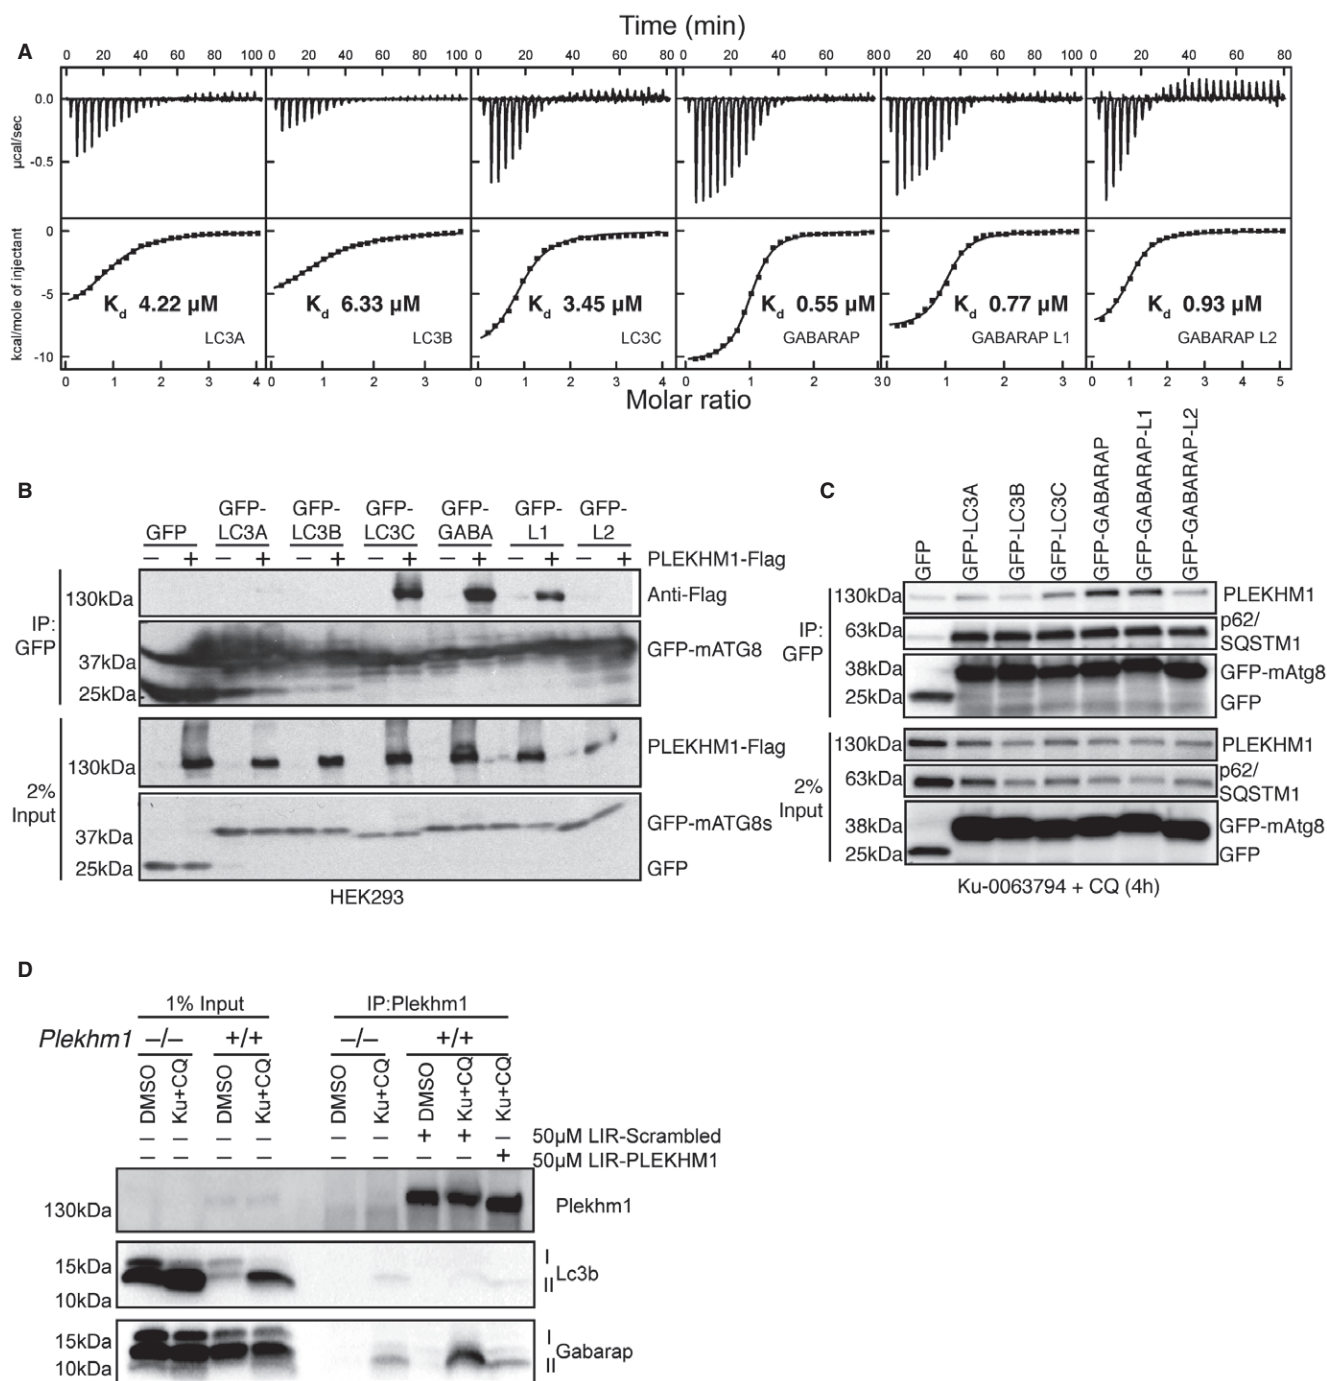 Time (min)
A
0 20 40 60 80 100 0 20 40 60 80 100 0 20 40 60 80 0 20 40 60 80 0 20 40 60 80 100 0 20 40 60 80
0.0
-0.5
µcal/sec
0
-5
-10
kcal/mole of injectant
Kd 4.22 µM Kd 6.33 µM Kd 3.45 µM Kd 0.55 µM Kd 0.77 µM Kd 0.93 µM
LC3A LC3B LC3C GABARAP GABARAP L1 GABARAP L2
0 1 2 3 4 0 1 2 3 0 1 2 3 4 0 1 2 3 0 1 2 3 0 1 2 3 4 5
Molar ratio
B
GFP GFP-LC3A GFP-LC3B GFP-LC3C GFP-GABA GFP-L1 GFP-L2
– + – + – + – + – + – + – + PLEKHM1-Flag
IP: GFP
130kDa Anti-Flag
37kDa GFP-mATG8
25kDa
2% Input
130kDa PLEKHM1-Flag
37kDa GFP-mATG8s
25kDa GFP
HEK293
C
GFP GFP-LC3A GFP-LC3B GFP-LC3C GFP-GABARAP GFP-GABARAP-L1 GFP-GABARAP-L2
IP: GFP
130kDa PLEKHM1
63kDa p62/SQSTM1
38kDa GFP-mAtg8
25kDa GFP
2% Input
130kDa PLEKHM1
63kDa p62/SQSTM1
38kDa GFP-mAtg8
25kDa GFP
Ku-0063794 + CQ (4h)
D
1% Input IP:Plekhm1
Plekhm1 –/– +/+ –/– +/+
DMSO Ku+CQ DMSO Ku+CQ DMSO Ku+CQ DMSO Ku+CQ Ku+CQ
– – – – – – + + – 50µM LIR-Scrambled
– – – – – – – – + 50µM LIR-PLEKHM1
130kDa Plekhm1
15kDa I
II Lc3b
10kDa
15kDa I
II Gabarap
10kDa